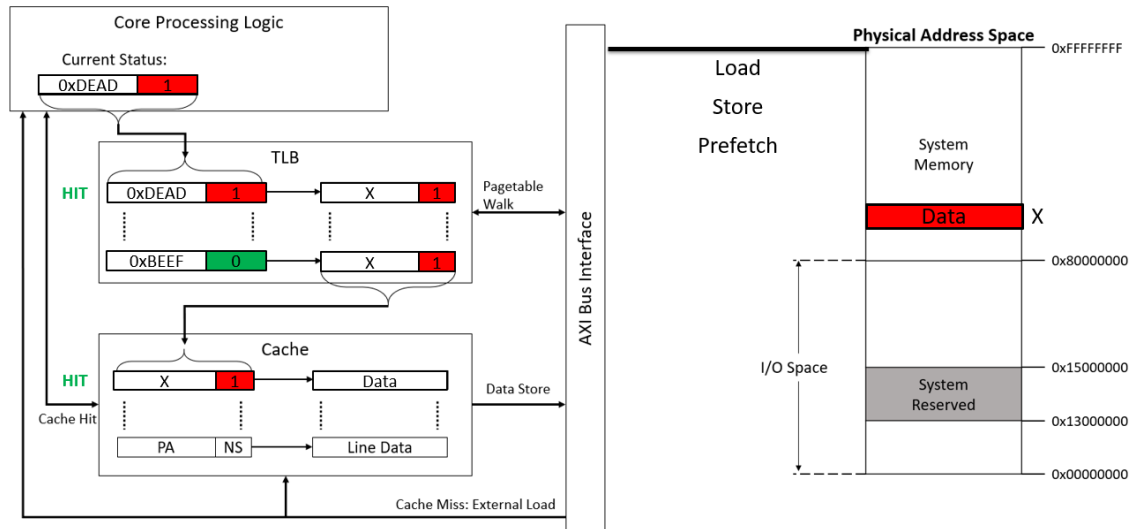 Core Processing Logic
Current Status:
0xDEAD 1
TLB
HIT
0xDEAD 1 X 1
0xBEEF 0 X 1
Pagetable
Walk
Cache
HIT
X 1 Data
PA NS Line Data
Cache Hit
Data Store
Cache Miss: External Load
AXI Bus Interface
Load
Store
Prefetch
Physical Address Space
0xFFFFFFFF
System
Memory
Data X
0x80000000
I/O Space
0x15000000
System
Reserved
0x13000000
0x00000000